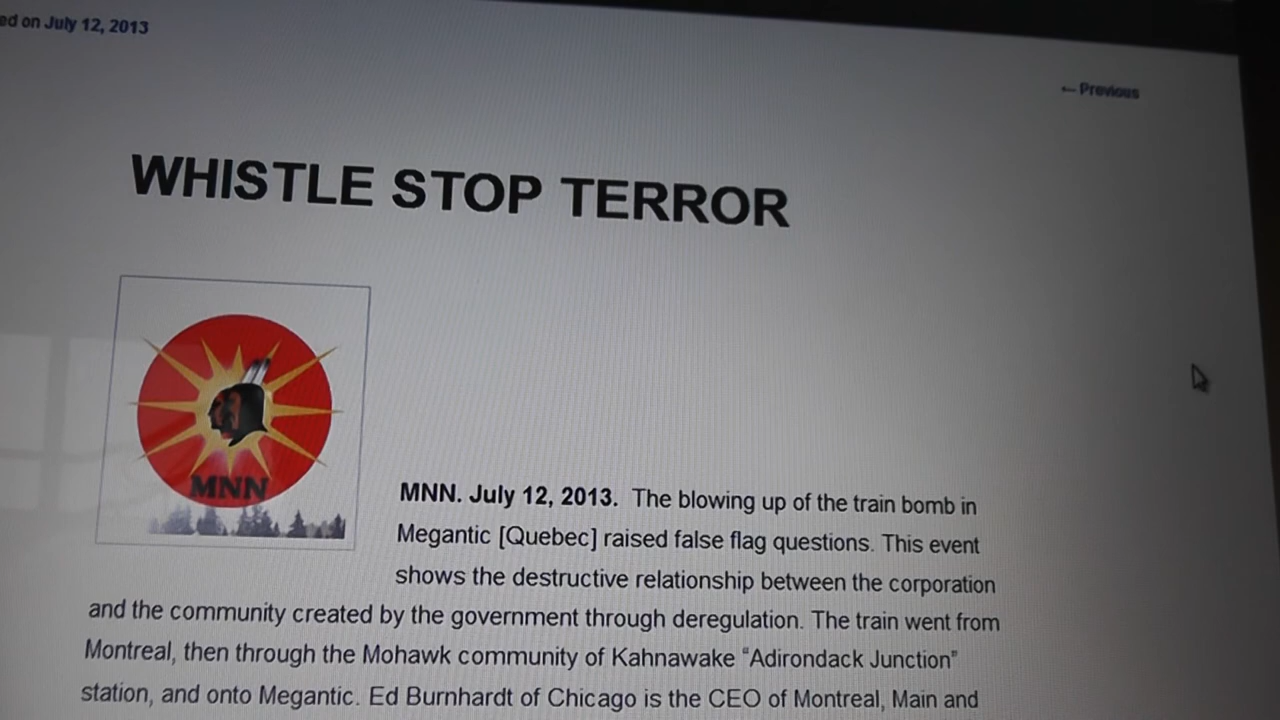 ed on July 12, 2013
← Previous
WHISTLE STOP TERROR
MNN
MNN. July 12, 2013. The blowing up of the train bomb in
Megantic [Quebec] raised false flag questions. This event
shows the destructive relationship between the corporation
and the community created by the government through deregulation. The train went from
Montreal, then through the Mohawk community of Kahnawake “Adirondack Junction”
station, and onto Megantic. Ed Burnhardt of Chicago is the CEO of Montreal, Main and